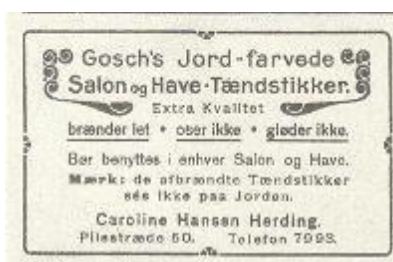 Gosch's Jord-farvede
Salon og Have-Tændstikker.
Extra Kvalitet
brænder let • oser ikke • gløder ikke.
Bør benyttes i enhver Salon og Have.
Mærk: de afbrændte Tændstikker
sés ikke paa Jorden.
Caroline Hansen Herding.
Pilestræde 50. Telefon 7993.